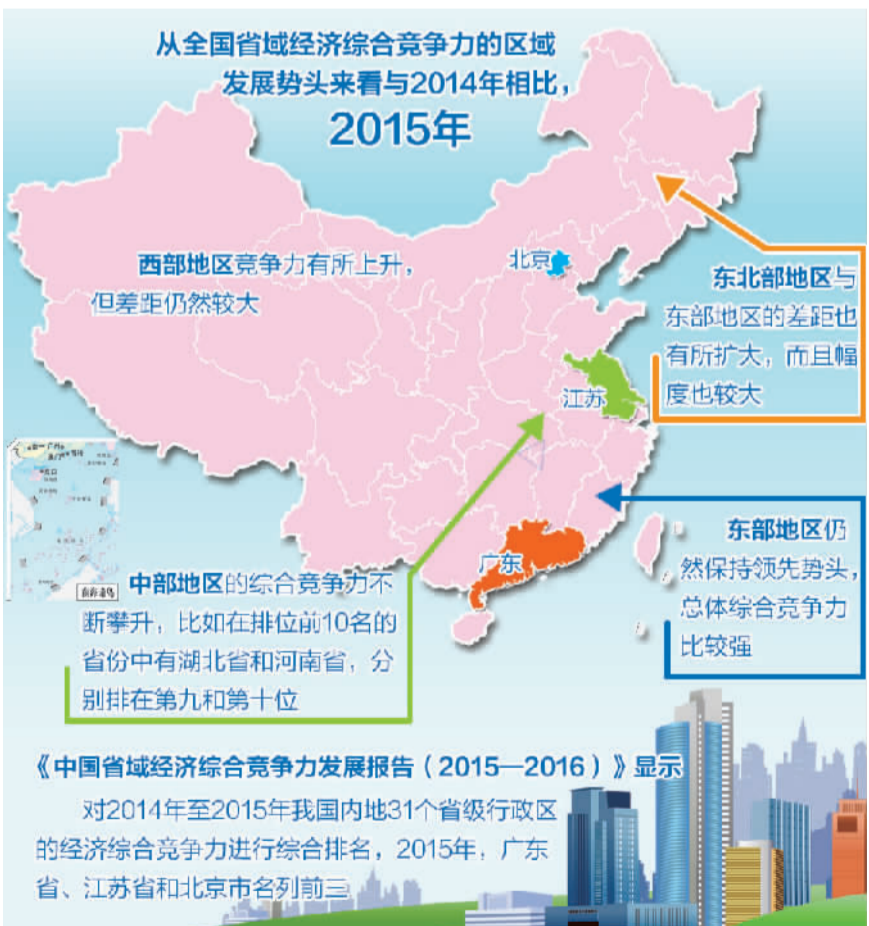 从全国省域经济综合竞争力的区域
发展势头来看与2014年相比，
2015年
西部地区竞争力有所上升，
但差距仍然较大
北京
东北部地区与
东部地区的差距也
有所扩大，而且幅
度也较大
江苏
东部地区仍
然保持领先势头，
总体综合竞争力
比较强
广东
中部地区的综合竞争力不
断攀升，比如在排位前10名的
省份中有湖北省和河南省，分
别排在第九和第十位
南海诸岛
《中国省域经济综合竞争力发展报告（2015—2016）》显示
对2014年至2015年我国内地31个省级行政区
的经济综合竞争力进行综合排名，2015年，广东
省、江苏省和北京市名列前三